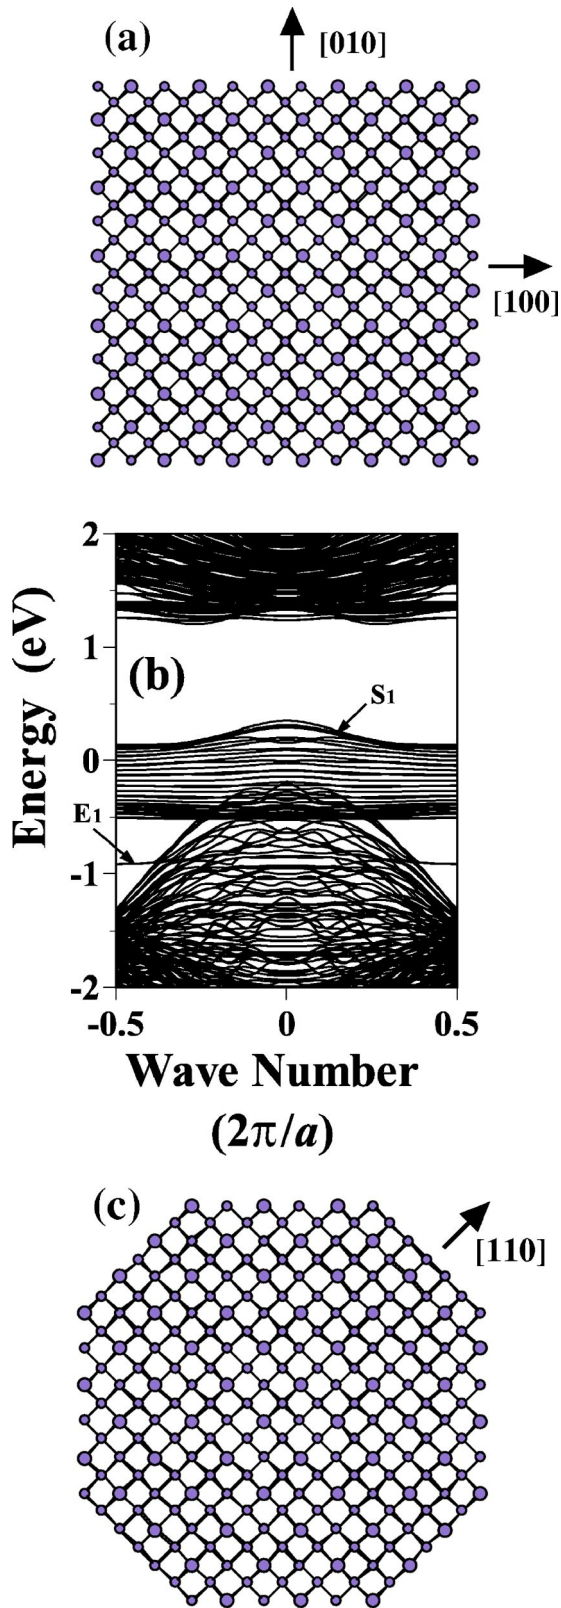 (a)
[010]
[100]
2
1
0
-1
-2
Energy (eV)
(b)
S1
E1
-0.5 0 0.5
Wave Number
(2π/a)
(c)
[110]